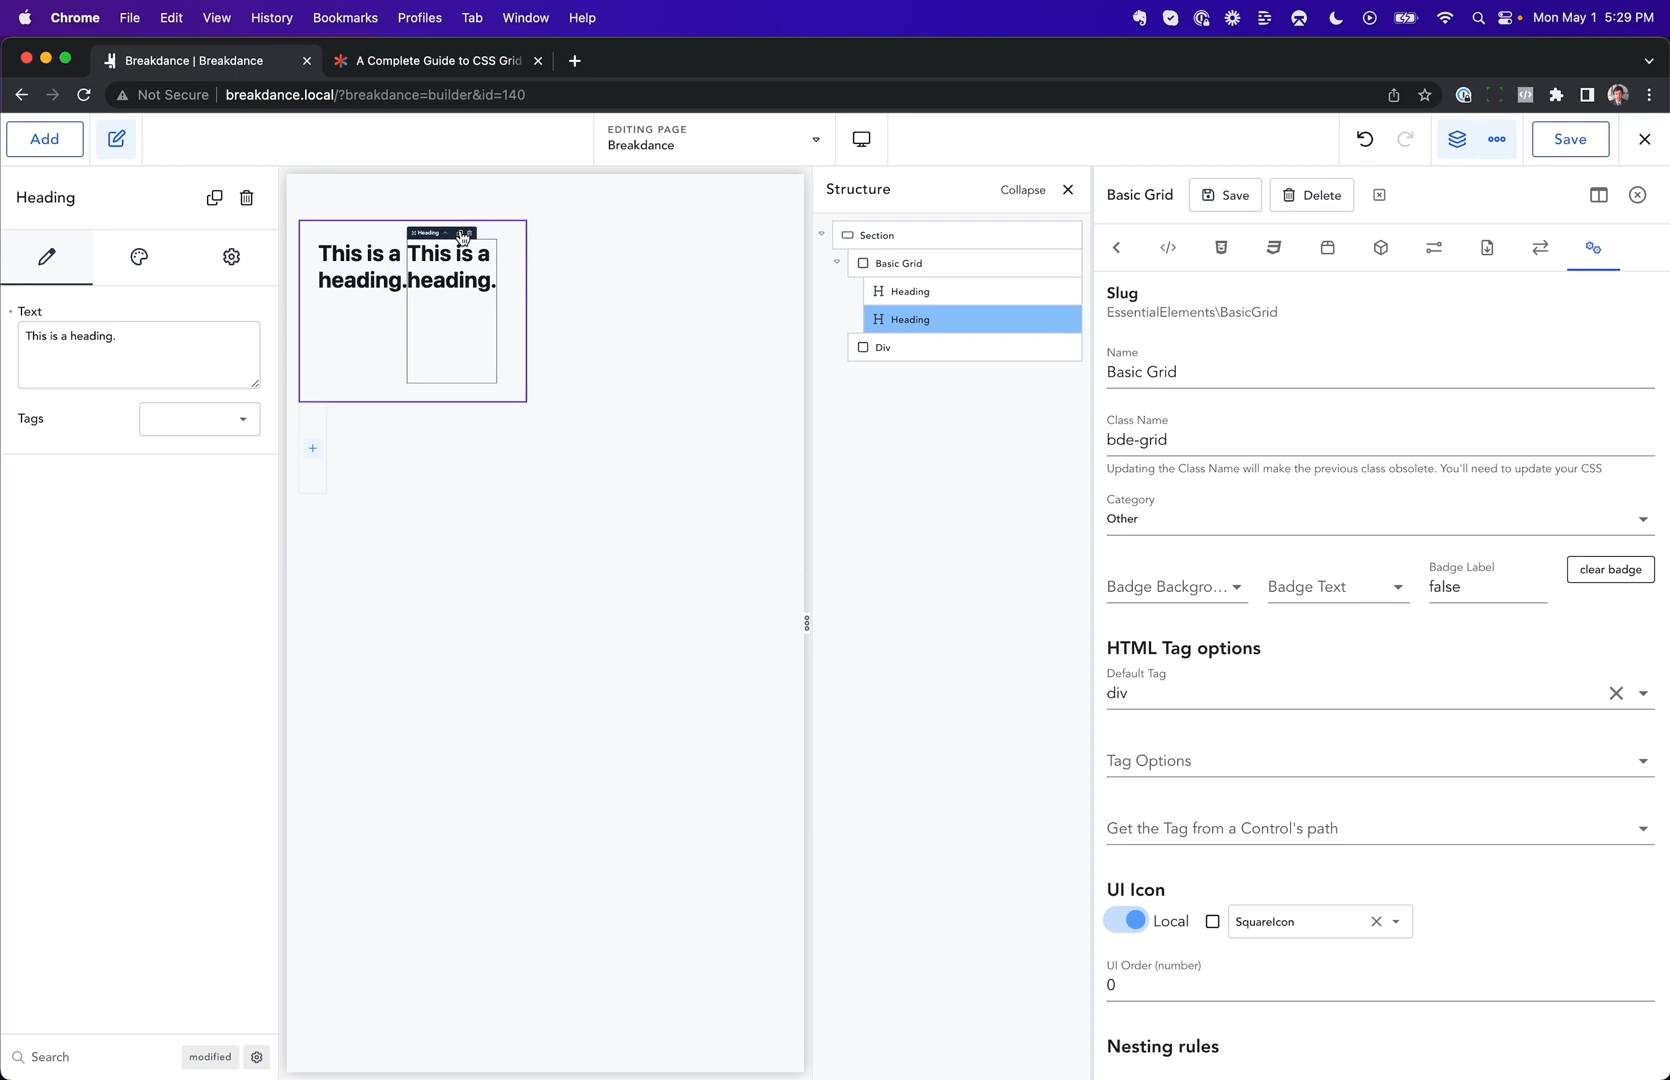 Chrome File Edit View History Bookmarks Profiles Tab Window Help Mon May 1 5:29 PM
Breakdance | Breakdance A Complete Guide to CSS Grid
Not Secure breakdance.local/?breakdance=builder&id=140
Add
EDITING PAGE
Breakdance
Save
Heading
Text
This is a heading.
Tags
Search
modified
Heading
This is a
heading.
This is a
heading.
Structure
Collapse
Section
Basic Grid
Heading
Heading
Div
Basic Grid Save Delete
Slug
EssentialElements\BasicGrid
Name
Basic Grid
Class Name
bde-grid
Updating the Class Name will make the previous class obsolete. You'll need to update your CSS
Category
Other
Badge Backgro... Badge Text
Badge Label
false
clear badge
HTML Tag options
Default Tag
div
Tag Options
Get the Tag from a Control's path
UI Icon
Local SquareIcon
UI Order (number)
0
Nesting rules